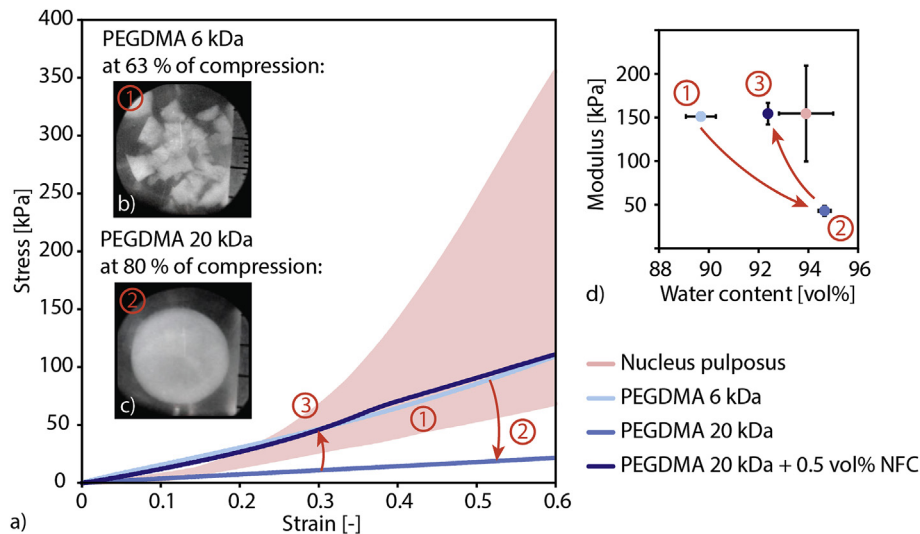 400
350
300
250
200
150
100
50
0
Stress [kPa]
0
0.1
0.2
0.3
0.4
0.5
0.6
Strain [-]
a)
PEGDMA 6 kDa
at 63 % of compression:
1
b)
PEGDMA 20 kDa
at 80 % of compression:
2
c)
3
1
2
200
150
100
50
Modulus [kPa]
1
3
2
88
90
92
94
96
d)
Water content [vol%]
Nucleus pulposus
PEGDMA 6 kDa
PEGDMA 20 kDa
PEGDMA 20 kDa + 0.5 vol% NFC